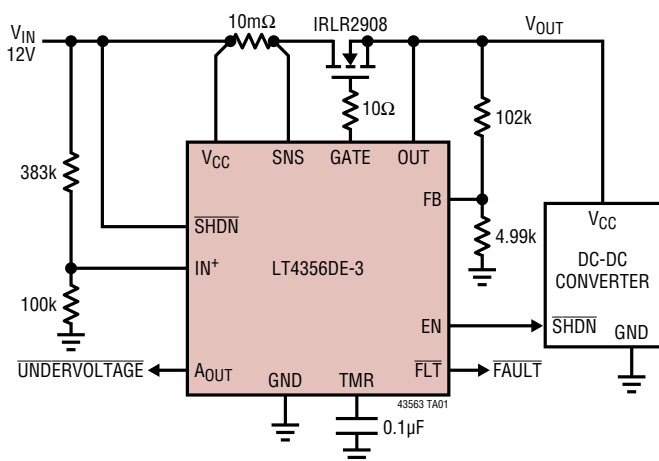 10mΩ
IRLR2908
VIN
12V
VOUT
10Ω
102k
383k
VCC
SNS
GATE
OUT
FB
SHDN
4.99k
VCC
DC-DC
CONVERTER
IN+
LT4356DE-3
100k
EN
SHDN
GND
UNDERVOLTAGE
AOUT
GND
TMR
FLT
FAULT
43563 TA01
0.1µF